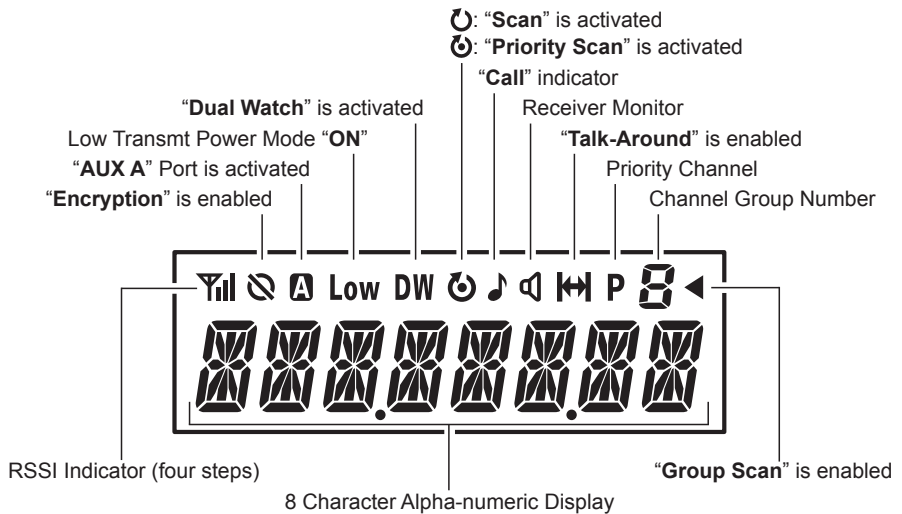 : “Scan” is activated
: “Priority Scan” is activated
“Call” indicator
“Dual Watch” is activated
Receiver Monitor
Low Transmt Power Mode “ON”
“Talk-Around” is enabled
“AUX A” Port is activated
Priority Channel
“Encryption” is enabled
Channel Group Number
A Low DW P 8
RSSI Indicator (four steps)
“Group Scan” is enabled
8 Character Alpha-numeric Display